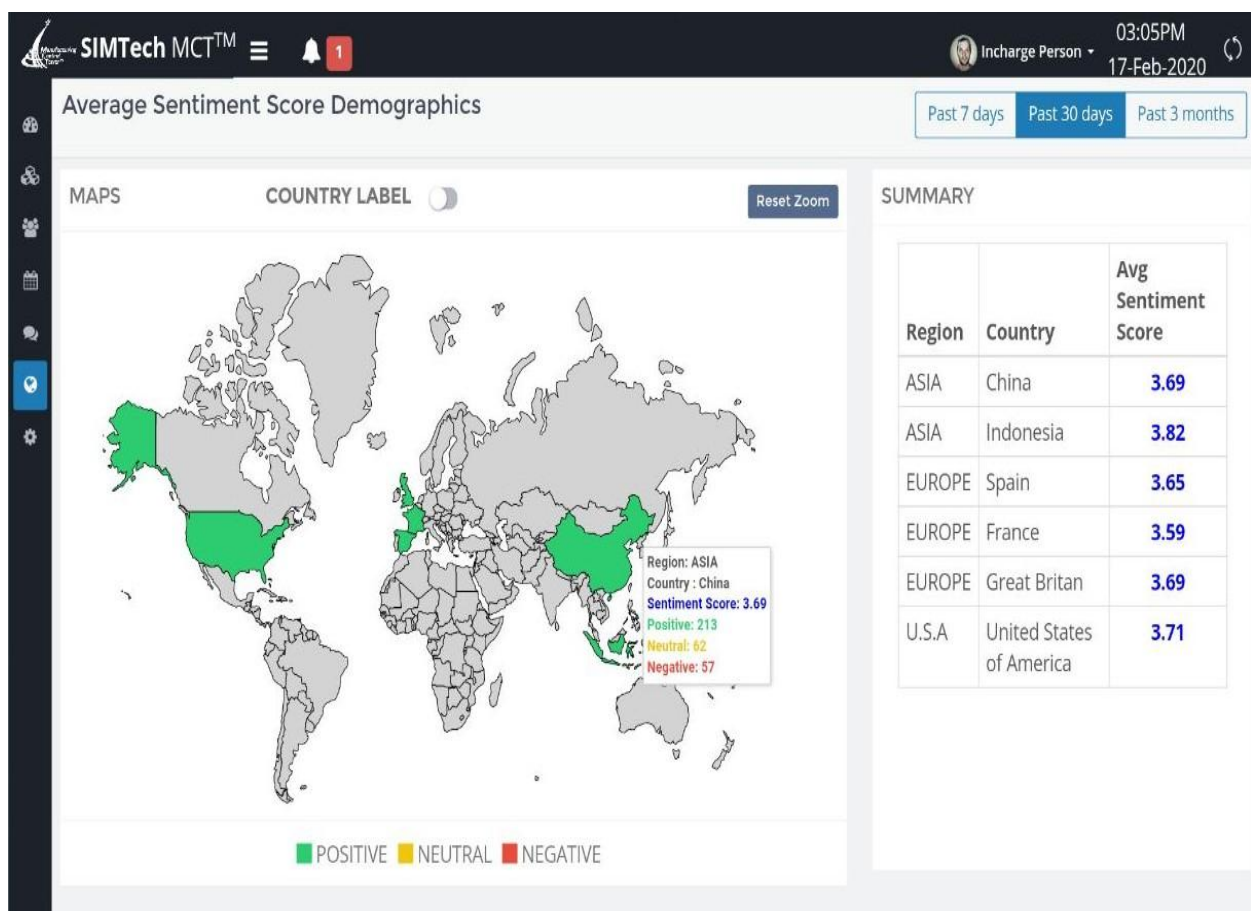 Manufacturing
Control
Tower
SIMTech MCT™
1
Incharge Person
03:05PM
17-Feb-2020
Average Sentiment Score Demographics
Past 7 days
Past 30 days
Past 3 months
MAPS
COUNTRY LABEL
Reset Zoom
Region: ASIA
Country : China
Sentiment Score: 3.69
Positive: 213
Neutral: 62
Negative: 57
POSITIVE NEUTRAL NEGATIVE
SUMMARY
Region Country Avg Sentiment Score
ASIA China 3.69
ASIA Indonesia 3.82
EUROPE Spain 3.65
EUROPE France 3.59
EUROPE Great Britan 3.69
U.S.A United States of America 3.71